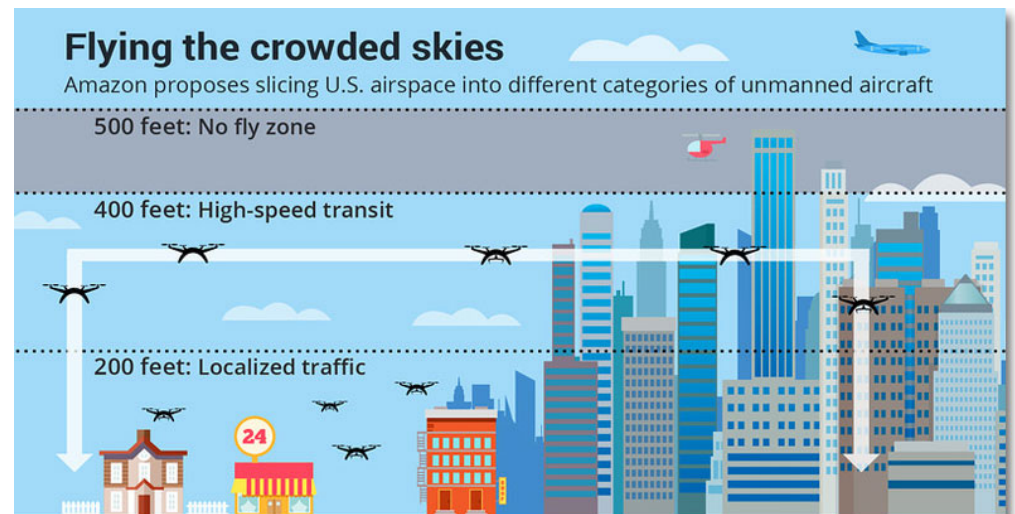 Flying the crowded skies
Amazon proposes slicing U.S. airspace into different categories of unmanned aircraft
500 feet: No fly zone
400 feet: High-speed transit
200 feet: Localized traffic
24